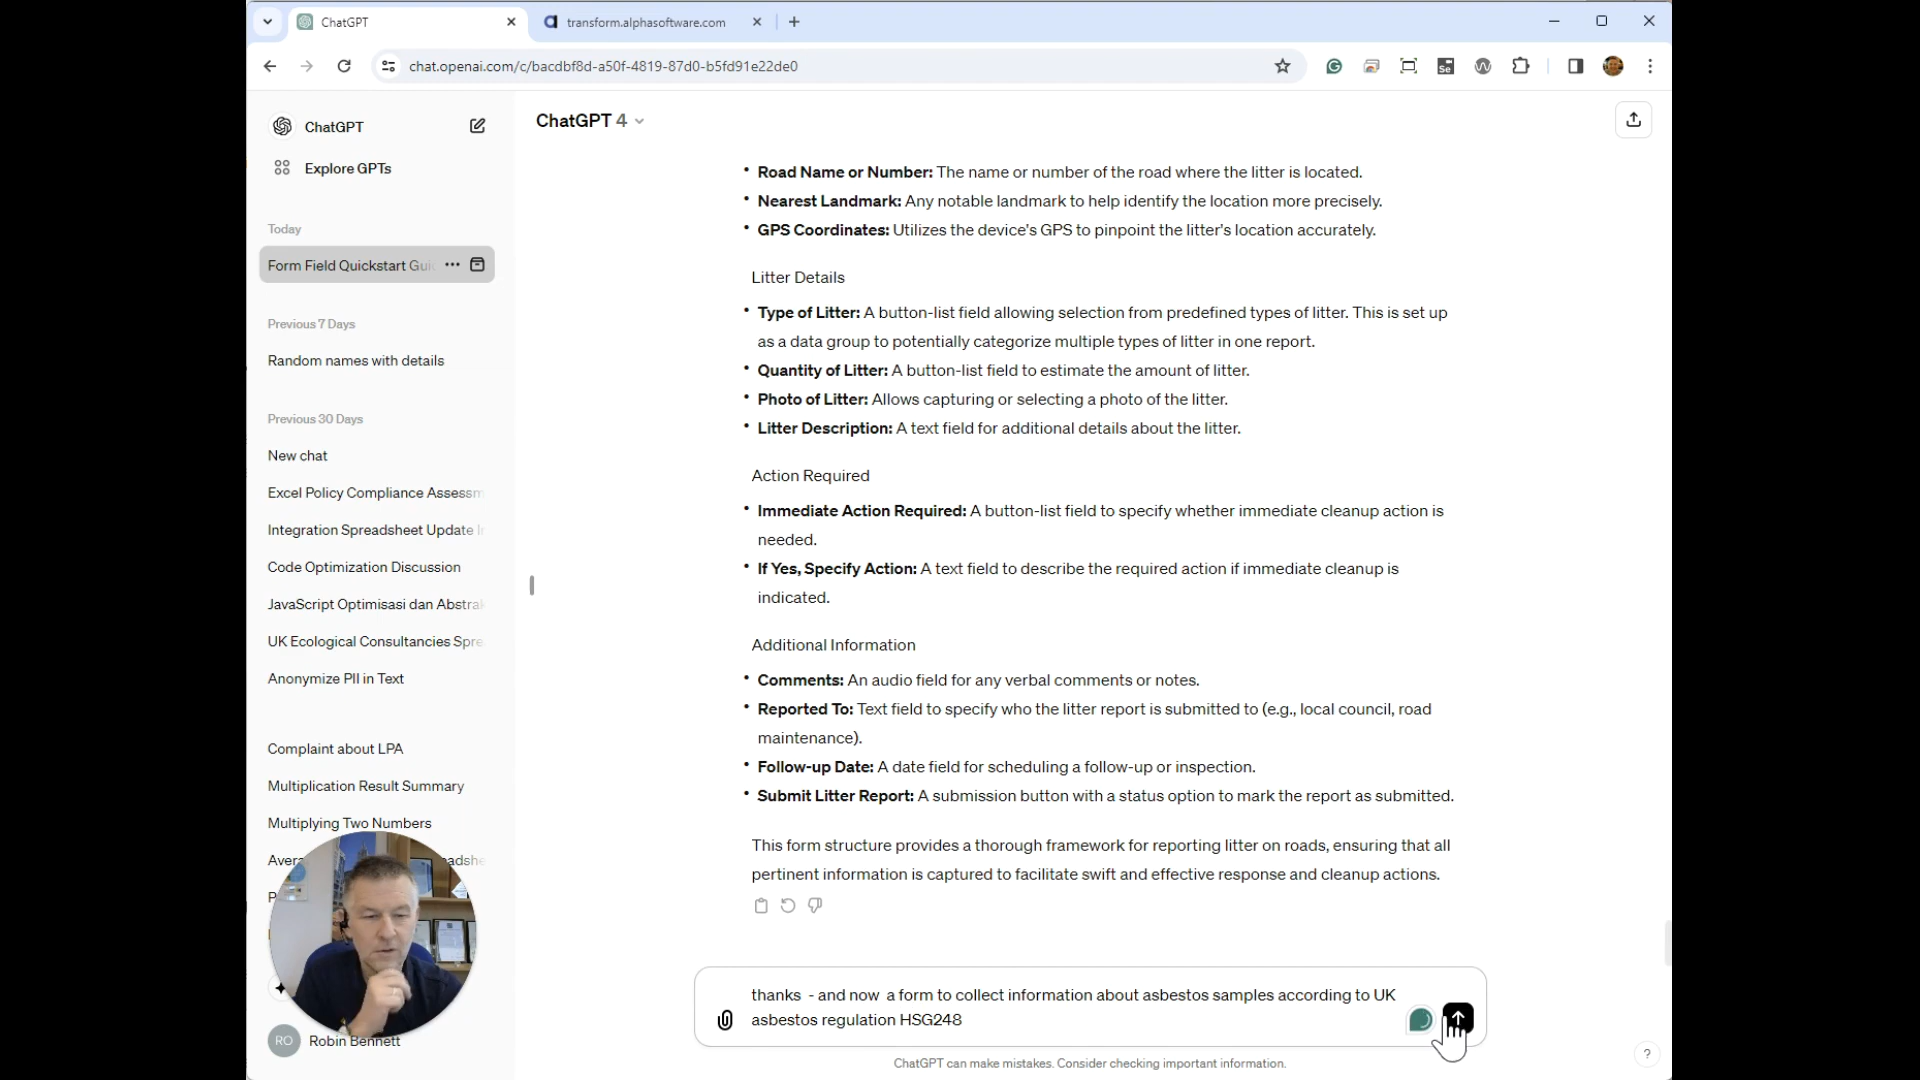 ChatGPT
transform.alphasoftware.com
chat.openai.com/c/bacdbf8d-a50f-4819-87d0-b5fd91e22de0
Se
ChatGPT
Explore GPTs
Today
Form Field Quickstart Gui
Previous 7 Days
Random names with details
Previous 30 Days
New chat
Excel Policy Compliance Assessm
Integration Spreadsheet Update I
Code Optimization Discussion
JavaScript Optimisasi dan Abstrak
UK Ecological Consultancies Spre
Anonymize PII in Text
Complaint about LPA
Multiplication Result Summary
Multiplying Two Numbers
RO Robin Bennett
ChatGPT 4
• Road Name or Number: The name or number of the road where the litter is located.
• Nearest Landmark: Any notable landmark to help identify the location more precisely.
• GPS Coordinates: Utilizes the device's GPS to pinpoint the litter's location accurately.
Litter Details
• Type of Litter: A button-list field allowing selection from predefined types of litter. This is set up
as a data group to potentially categorize multiple types of litter in one report.
• Quantity of Litter: A button-list field to estimate the amount of litter.
• Photo of Litter: Allows capturing or selecting a photo of the litter.
• Litter Description: A text field for additional details about the litter.
Action Required
• Immediate Action Required: A button-list field to specify whether immediate cleanup action is
needed.
• If Yes, Specify Action: A text field to describe the required action if immediate cleanup is
indicated.
Additional Information
• Comments: An audio field for any verbal comments or notes.
• Reported To: Text field to specify who the litter report is submitted to (e.g., local council, road
maintenance).
• Follow-up Date: A date field for scheduling a follow-up or inspection.
• Submit Litter Report: A submission button with a status option to mark the report as submitted.
This form structure provides a thorough framework for reporting litter on roads, ensuring that all
pertinent information is captured to facilitate swift and effective response and cleanup actions.
thanks - and now a form to collect information about asbestos samples according to UK
asbestos regulation HSG248
ChatGPT can make mistakes. Consider checking important information.
?